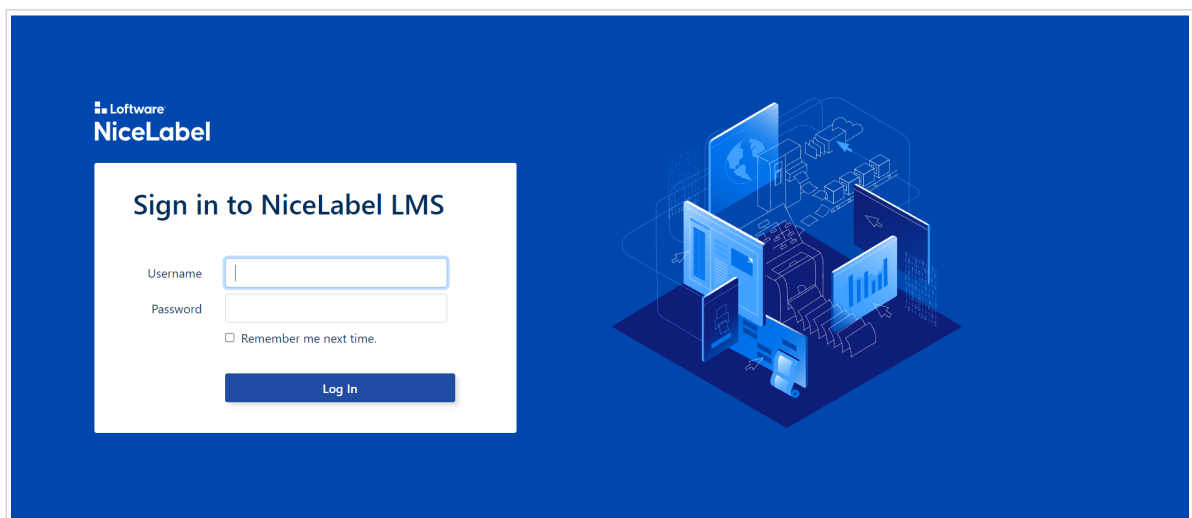 Loftware
NiceLabel
Sign in to NiceLabel LMS
Username
Password
Remember me next time.
Log In